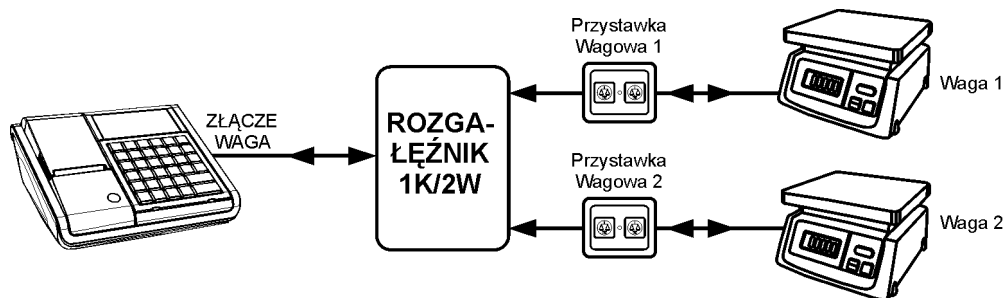 ZŁĄCZE
WAGA
ROZGA-
ŁĘŹNIK
1K/2W
Przystawka
Wagowa 1
Waga 1
Przystawka
Wagowa 2
Waga 2